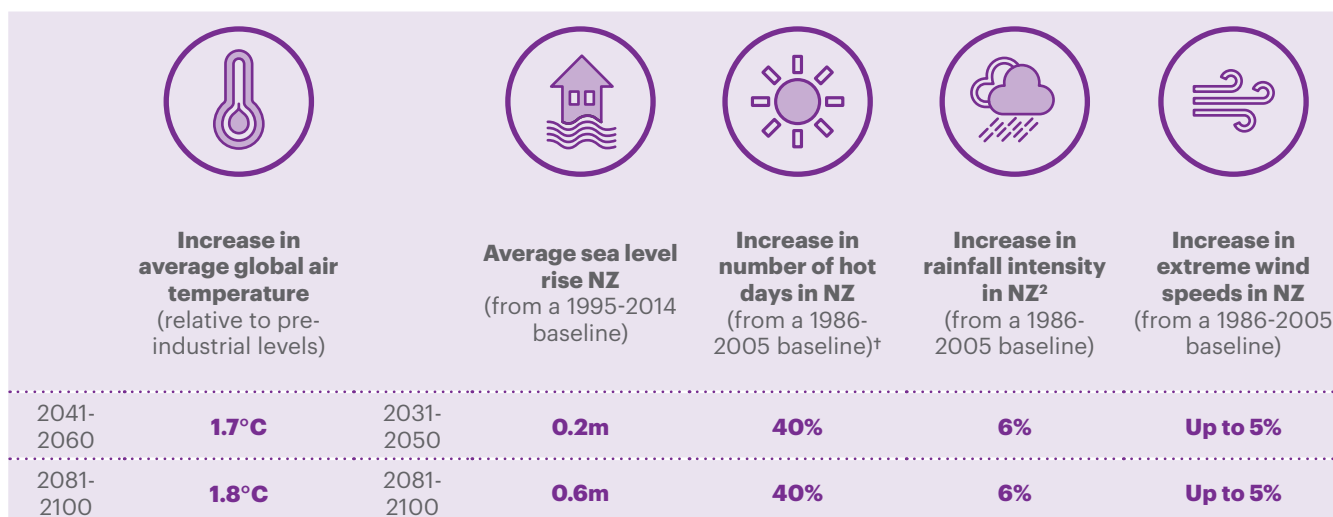 Increase in
average global air
temperature
(relative to pre-
industrial levels)
Average sea level
rise NZ
(from a 1995-2014
baseline)
Increase in
number of hot
days in NZ
(from a 1986-
2005 baseline)†
Increase in
rainfall intensity
in NZ²
(from a 1986-
2005 baseline)
Increase in
extreme wind
speeds in NZ
(from a 1986-2005
baseline)
2041-
2060
1.7°C
2031-
2050
0.2m
40%
6%
Up to 5%
2081-
2100
1.8°C
2081-
2100
0.6m
40%
6%
Up to 5%